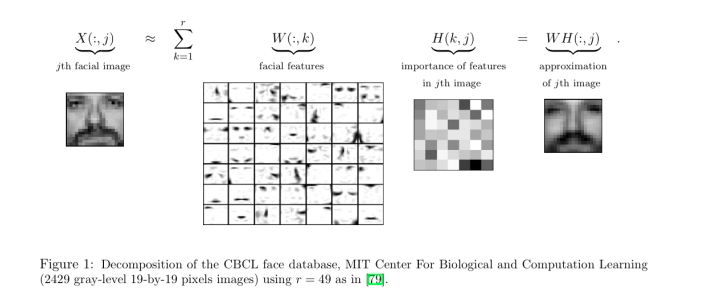 X(:, j) ≈ r∑k=1 W(:, k) H(k, j) = WH(:, j) .
jth facial image facial features importance of features approximation
in jth image of jth image
Figure 1: Decomposition of the CBCL face database, MIT Center For Biological and Computation Learning
(2429 gray-level 19-by-19 pixels images) using r = 49 as in [79].